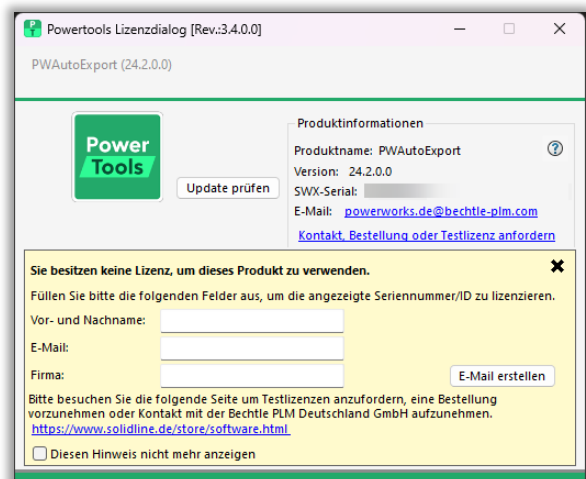 Powertools Lizenzdialog [Rev.:3.4.0.0]
PWAutoExport (24.2.0.0)
Power
Tools
Update prüfen
Produktinformationen
Produktname: PWAutoExport
Version: 24.2.0.0
SWX-Serial:
E-Mail: powerworks.de@bechtle-plm.com
Kontakt, Bestellung oder Testlizenz anfordern
Sie besitzen keine Lizenz, um dieses Produkt zu verwenden.
Füllen Sie bitte die folgenden Felder aus, um die angezeigte Seriennummer/ID zu lizenzieren.
Vor- und Nachname:
E-Mail:
Firma:
E-Mail erstellen
Bitte besuchen Sie die folgende Seite um Testlizenzen anzufordern, eine Bestellung
vorzunehmen oder Kontakt mit der Bechtle PLM Deutschland GmbH aufzunehmen.
https://www.solidline.de/store/software.html
Diesen Hinweis nicht mehr anzeigen